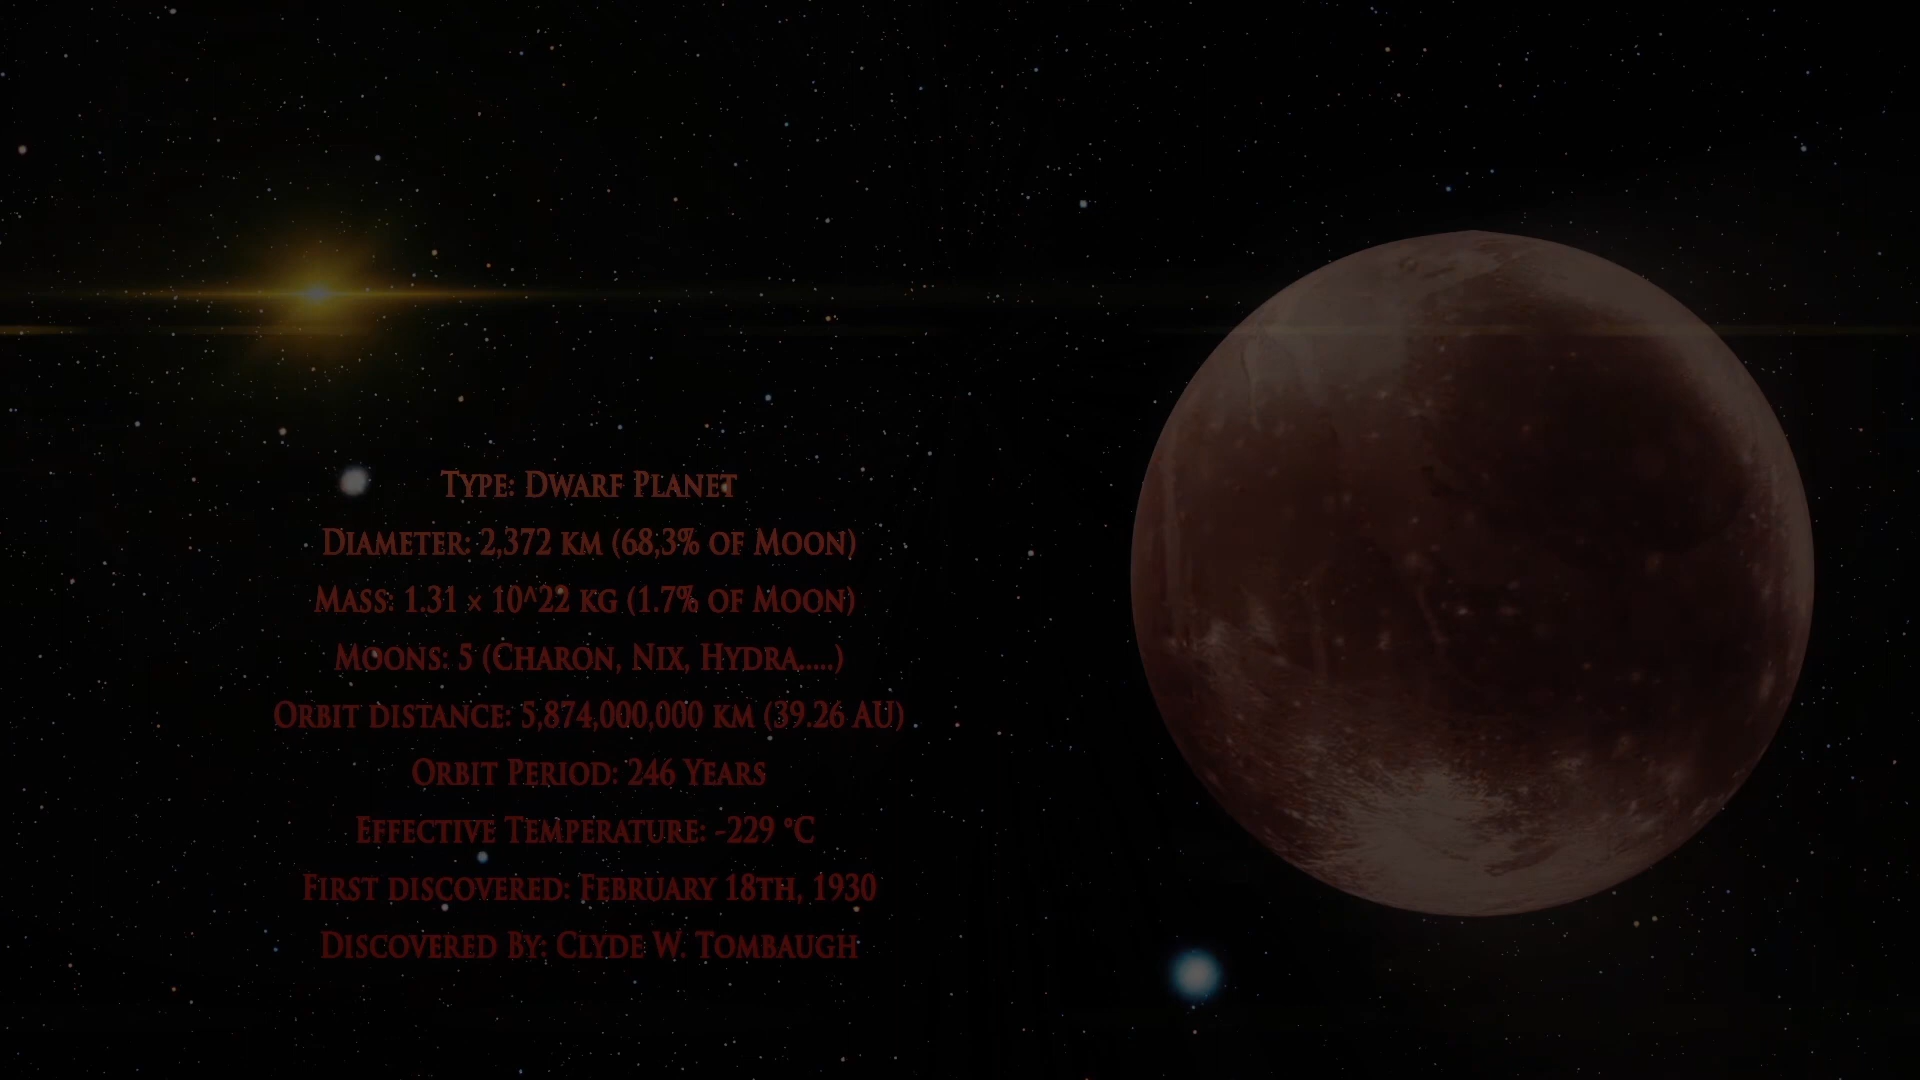 Type: Dwarf Planet
Diameter: 2,372 km (68,3% of Moon)
Mass: 1.31 × 10^22 kg (1.7% of Moon)
Moons: 5 (Charon, Nix, Hydra.....)
Orbit distance: 5,874,000,000 km (39.26 AU)
Orbit Period: 246 Years
Effective Temperature: -229 °C
First discovered: February 18th, 1930
Discovered By: Clyde W. Tombaugh